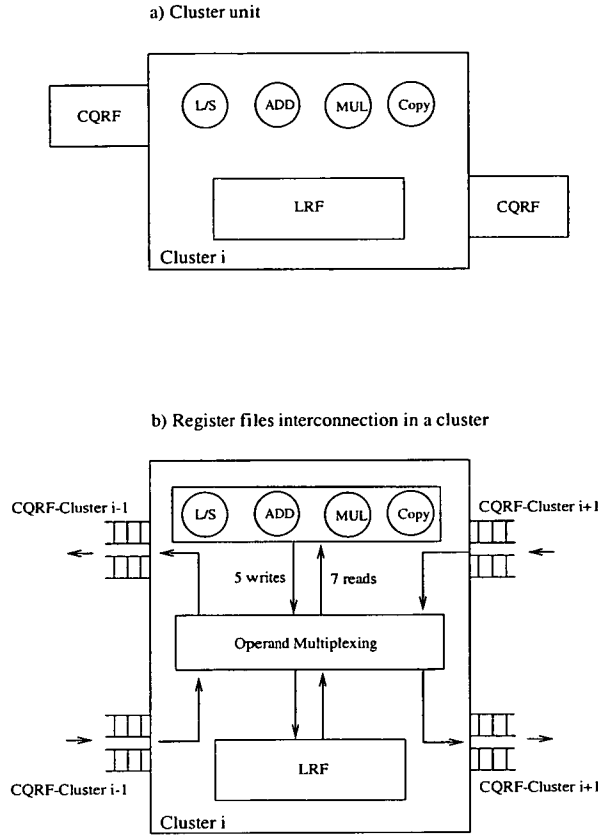 a) Cluster unit
CQRF
L/S
ADD
MUL
Copy
LRF
CQRF
Cluster i
b) Register files interconnection in a cluster
CQRF-Cluster i-1
L/S
ADD
MUL
Copy
CQRF-Cluster i+1
5 writes
7 reads
Operand Multiplexing
LRF
CQRF-Cluster i-1
CQRF-Cluster i+1
Cluster i